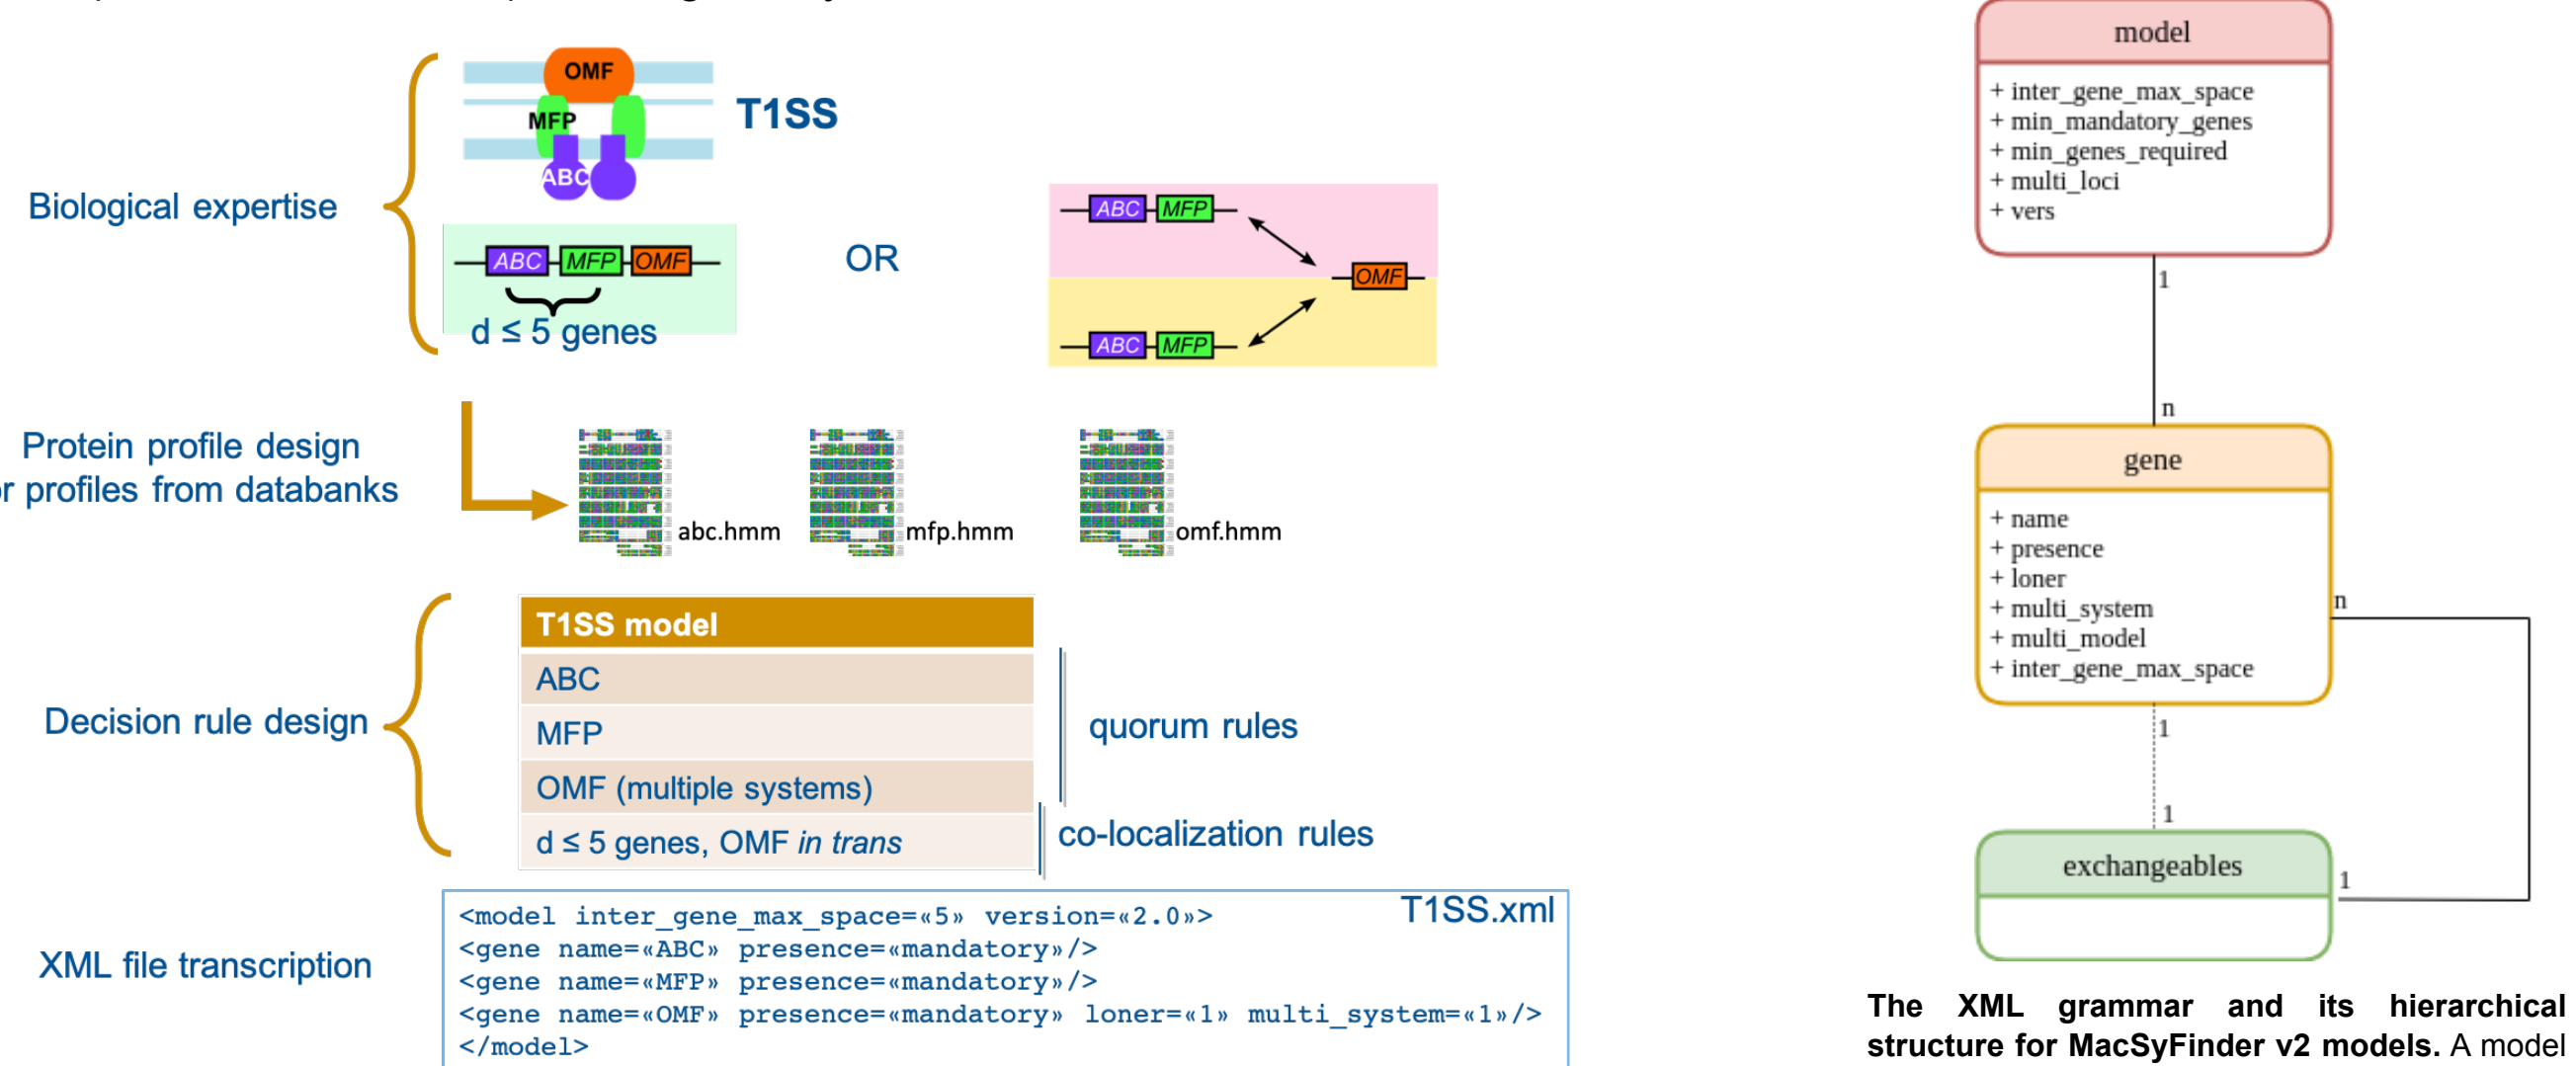 OMF
MFP
ABC
T1SS
Biological expertise
ABC MFP OMF
d ≤ 5 genes
OR
ABC MFP
OMF
ABC MFP
Protein profile design
r profiles from databanks
abc.hmm
mfp.hmm
omf.hmm
Decision rule design
T1SS model
ABC
MFP
OMF (multiple systems)
d ≤ 5 genes, OMF in trans
quorum rules
co-localization rules
XML file transcription
T1SS.xml
<model inter_gene_max_space=«5» version=«2.0»>
<gene name=«ABC» presence=«mandatory»/>
<gene name=«MFP» presence=«mandatory»/>
<gene name=«OMF» presence=«mandatory» loner=«1» multi_system=«1»/>
</model>
model
+ inter_gene_max_space
+ min_mandatory_genes
+ min_genes_required
+ multi_loci
+ vers
1
n
gene
+ name
+ presence
+ loner
+ multi_system
+ multi_model
+ inter_gene_max_space
n
1
1
exchangeables
1
The XML grammar and its hierarchical
structure for MacSyFinder v2 models. A model